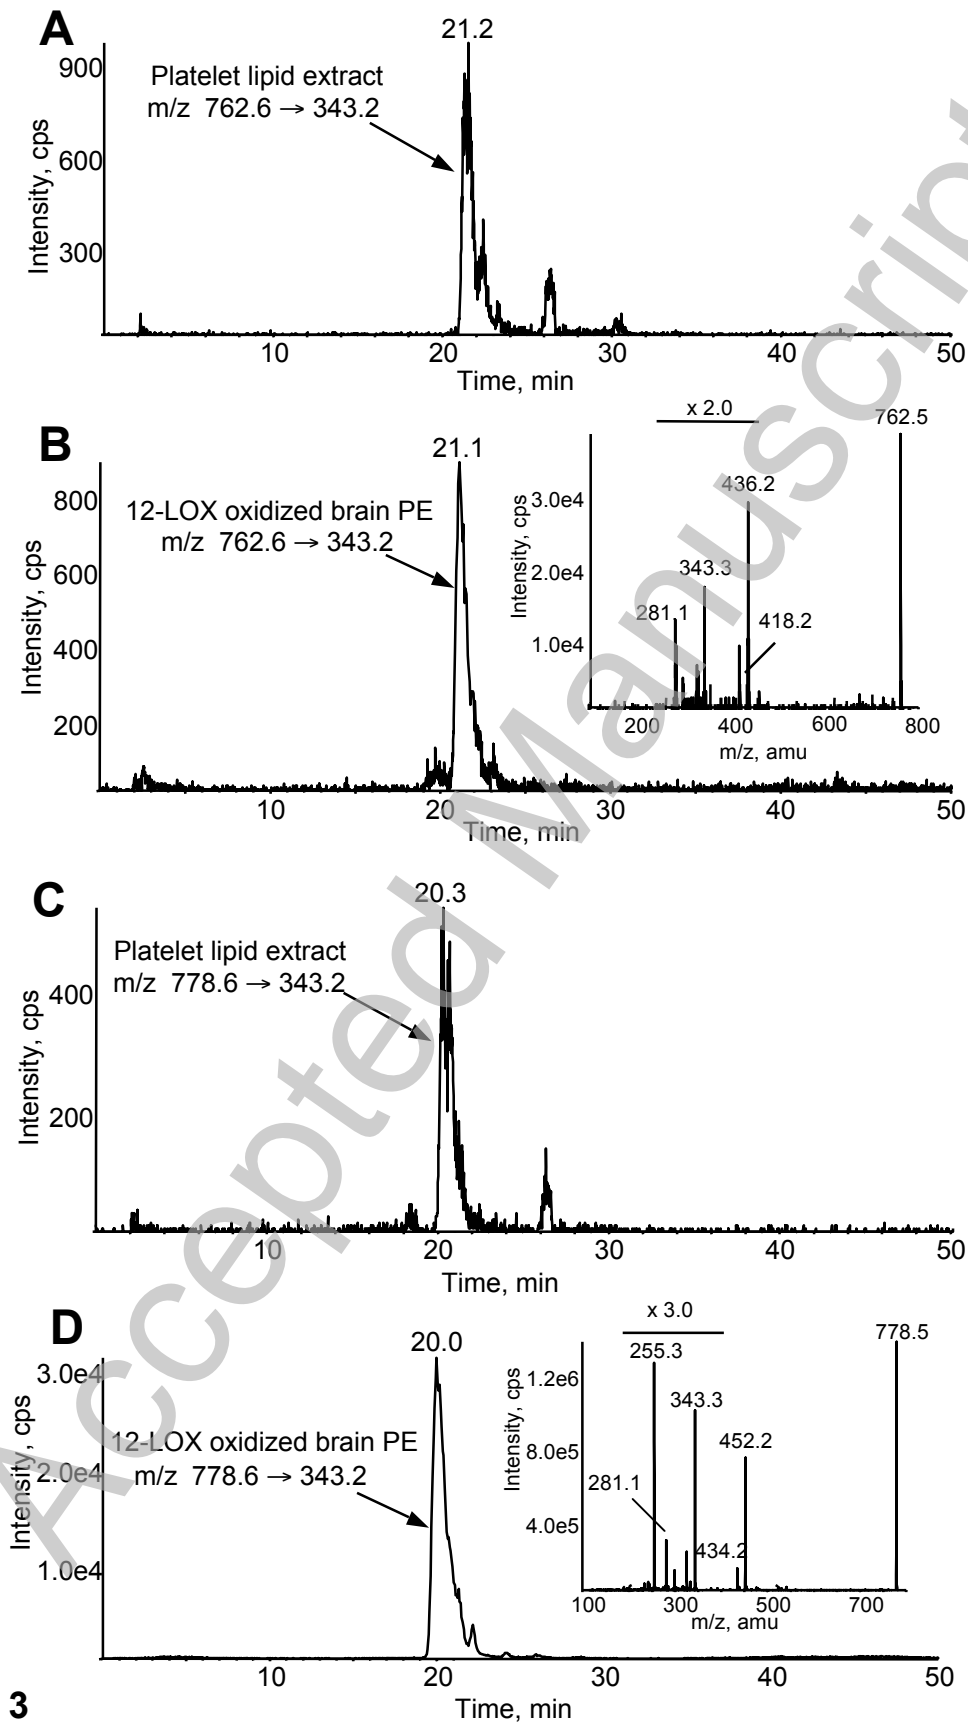 A
21.2
Platelet lipid extract
m/z 762.6 → 343.2
Intensity, cps
900
600
300
10 20 30 40 50
Time, min
B
21.1
12-LOX oxidized brain PE
m/z 762.6 → 343.2
Intensity, cps
800
600
400
200
10 20 30 40 50
Time, min
x 2.0
762.5
436.2
343.3
281.1
418.2
Intensity, cps
3.0e4
2.0e4
1.0e4
200 400 600 800
m/z, amu
C
20.3
Platelet lipid extract
m/z 778.6 → 343.2
Intensity, cps
400
200
10 20 30 40 50
Time, min
D
20.0
12-LOX oxidized brain PE
m/z 778.6 → 343.2
Intensity, cps
3.0e4
2.0e4
1.0e4
10 20 30 40 50
Time, min
x 3.0
778.5
255.3
343.3
452.2
281.1
434.2
Intensity, cps
1.2e6
8.0e5
4.0e5
100 300 500 700
m/z, amu
3
Accepted Manuscript